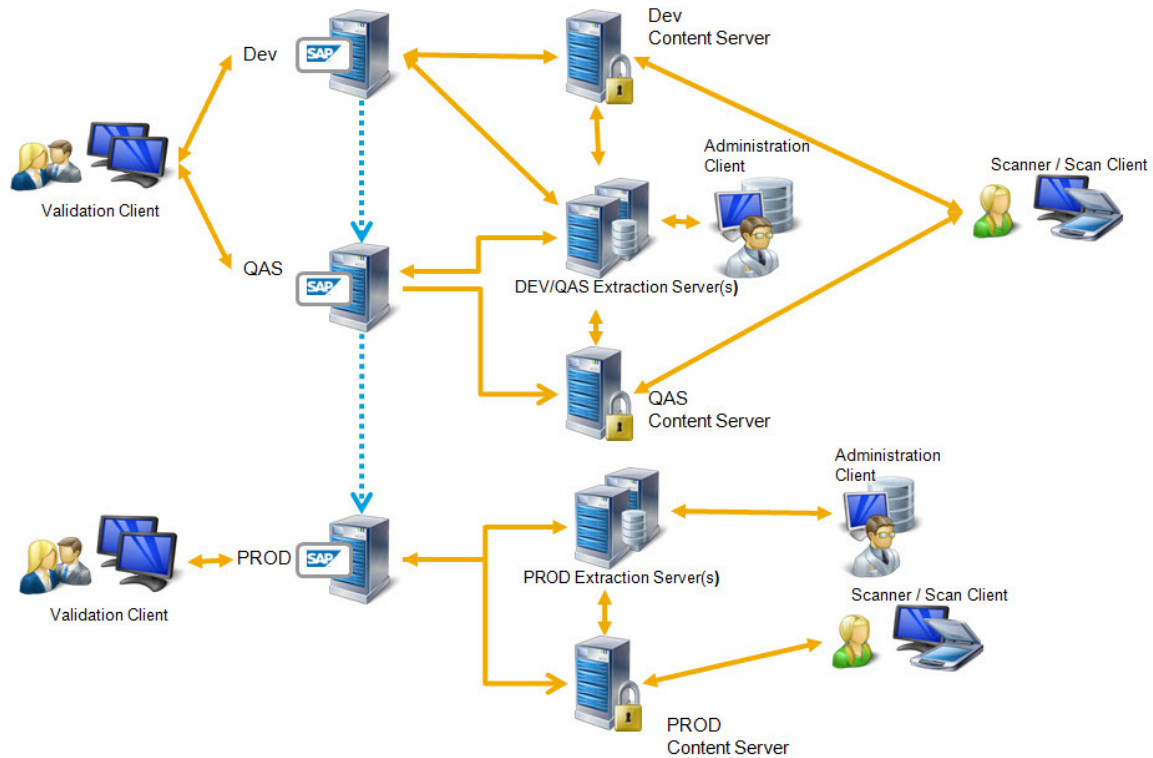 Dev
SAP
Dev
Content Server
Administration
Client
Scanner / Scan Client
Validation Client
QAS
SAP
DEV/QAS Extraction Server(s)
QAS
Content Server
Administration
Client
PROD
SAP
PROD Extraction Server(s)
Validation Client
Scanner / Scan Client
PROD
Content Server